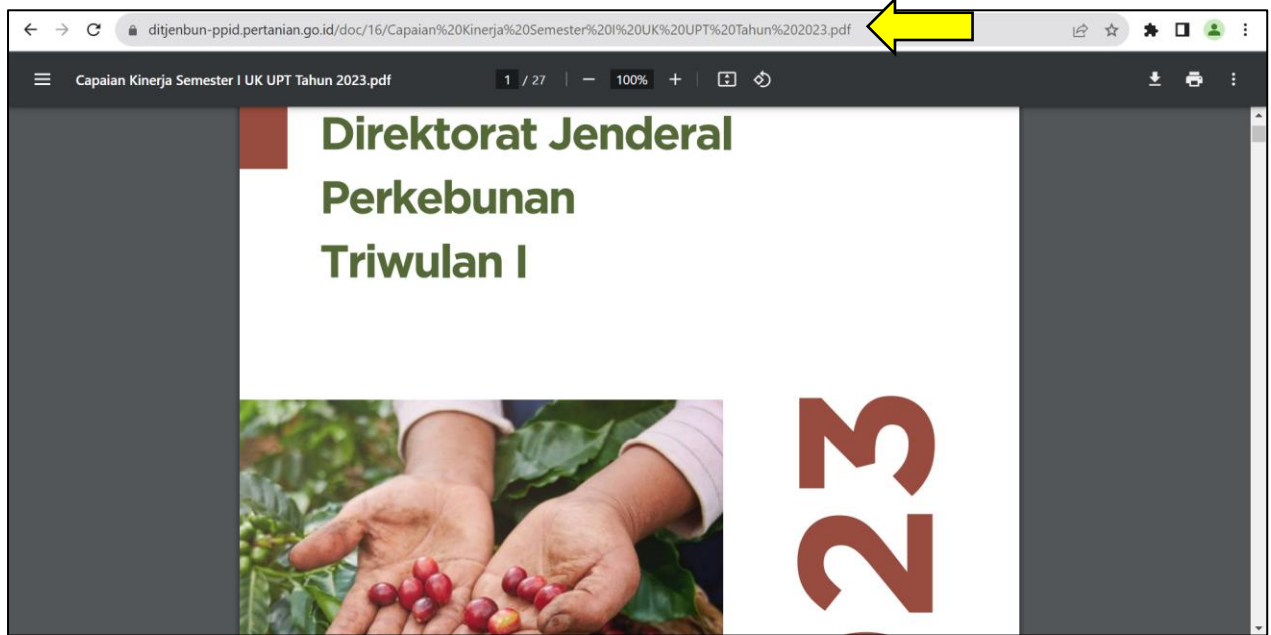 ditjenbun-ppid.pertanian.go.id/doc/16/Capaian%20Kinerja%20Semester%20I%20UK%20UPT%20Tahun%202023.pdf
Capaian Kinerja Semester I UK UPT Tahun 2023.pdf 1 / 27 100%
Direktorat Jenderal
Perkebunan
Triwulan I
23